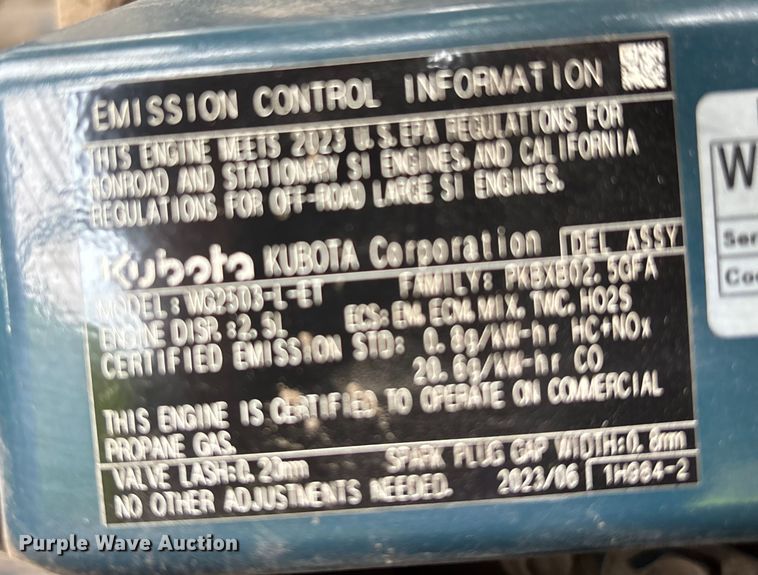 EMISSION CONTROL INFORMATION
THIS ENGINE MEETS 2023 U.S.EPA REGULATIONS FOR
NONROAD AND STATIONARY SI ENGINES, AND CALIFORNIA
REGULATIONS FOR OFF-ROAD LARGE SI ENGINES.
Kubota KUBOTA Corporation DEL ASSY
MODEL: WG2503-L-E1 FAMILY: PKBXB02.5GFA
ENGINE DISP.:2.5L ECS: EM, ECM, MIX, TWC, HO2S
CERTIFIED EMISSION STD: 0.8g/kW-hr HC+NOx
20.6g/kW-hr CO
THIS ENGINE IS CERTIFIED TO OPERATE ON COMMERCIAL
PROPANE GAS.
VALVE LASH:0.20mm SPARK PLUG GAP WIDTH:0.8mm
NO OTHER ADJUSTMENTS NEEDED. 2023/06 1H984-2
W
Ser
Co
Purple Wave Auction